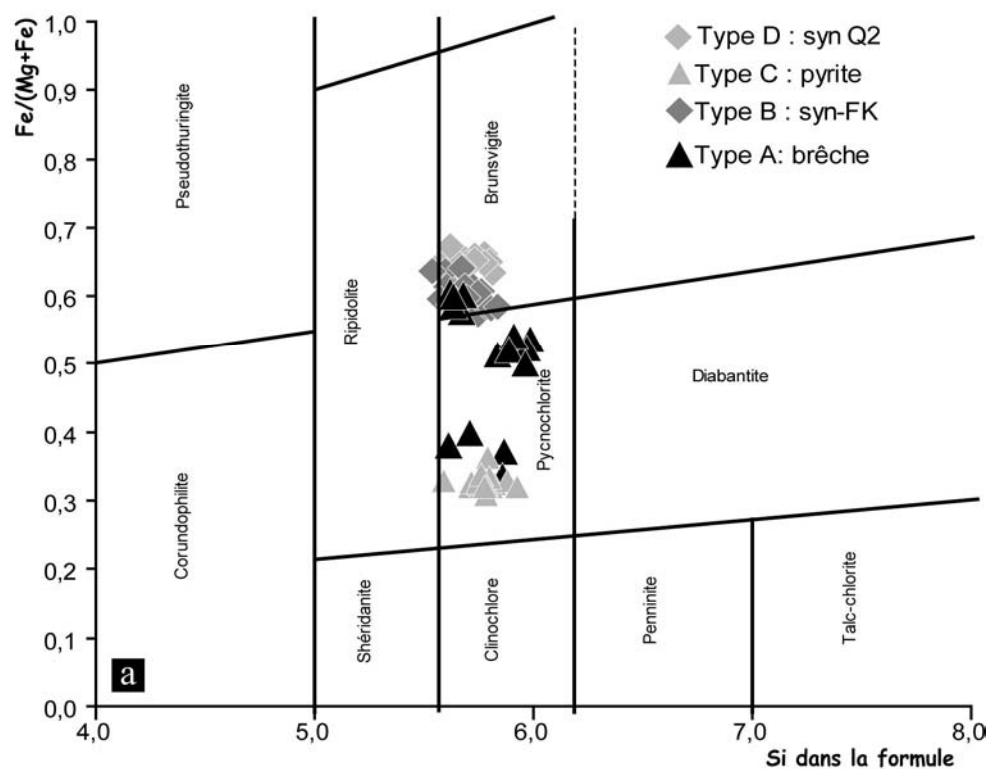 Fe/(Mg+Fe)
1,0
0,9
0,8
0,7
0,6
0,5
0,4
0,3
0,2
0,1
0,0
4,0
5,0
6,0
7,0
8,0
Si dans la formule
Type D : syn Q2
Type C : pyrite
Type B : syn-FK
Type A: brêche
Pseudothuringite
Brunsvigite
Ripidolite
Corundophilite
Pycnochlorite
Diabantite
Shéridanite
Clinochlore
Penninite
Talc-chlorite
a